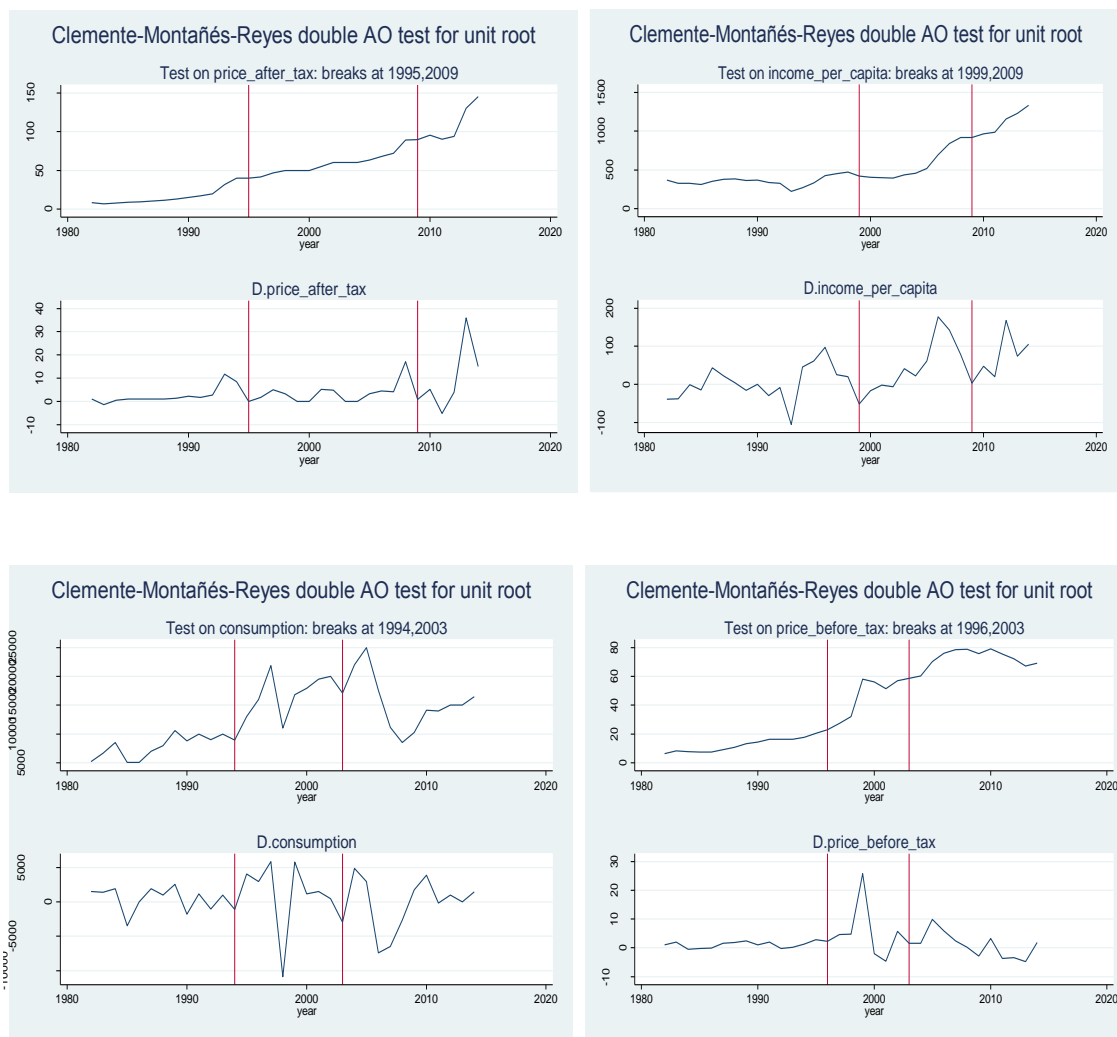 Clemente-Montañés-Reyes double AO test for unit root
Test on price_after_tax: breaks at 1995,2009
150
100
50
0
1980 1990 2000 2010 2020
year
D.price_after_tax
40
30
20
10
0
-10
1980 1990 2000 2010 2020
year
Clemente-Montañés-Reyes double AO test for unit root
Test on income_per_capita: breaks at 1999,2009
1500
1000
500
0
1980 1990 2000 2010 2020
year
D.income_per_capita
200
100
0
-100
1980 1990 2000 2010 2020
year
Clemente-Montañés-Reyes double AO test for unit root
Test on consumption: breaks at 1994,2003
25000
20000
15000
10000
5000
1980 1990 2000 2010 2020
year
D.consumption
5000
0
-5000
-10000
1980 1990 2000 2010 2020
year
Clemente-Montañés-Reyes double AO test for unit root
Test on price_before_tax: breaks at 1996,2003
80
60
40
20
0
1980 1990 2000 2010 2020
year
D.price_before_tax
30
20
10
0
-10
1980 1990 2000 2010 2020
year